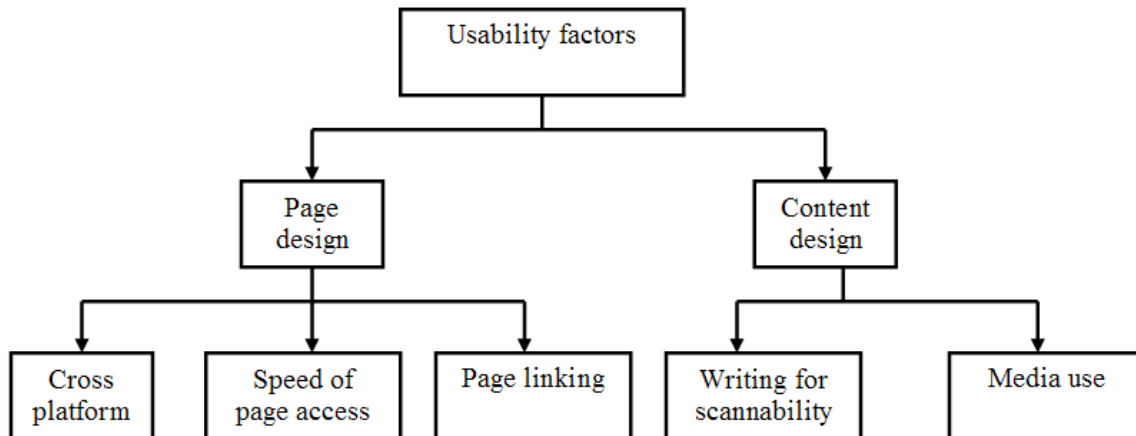 Usability factors
Page
design
Content
design
Cross
platform
Speed of
page access
Page linking
Writing for
scannability
Media use